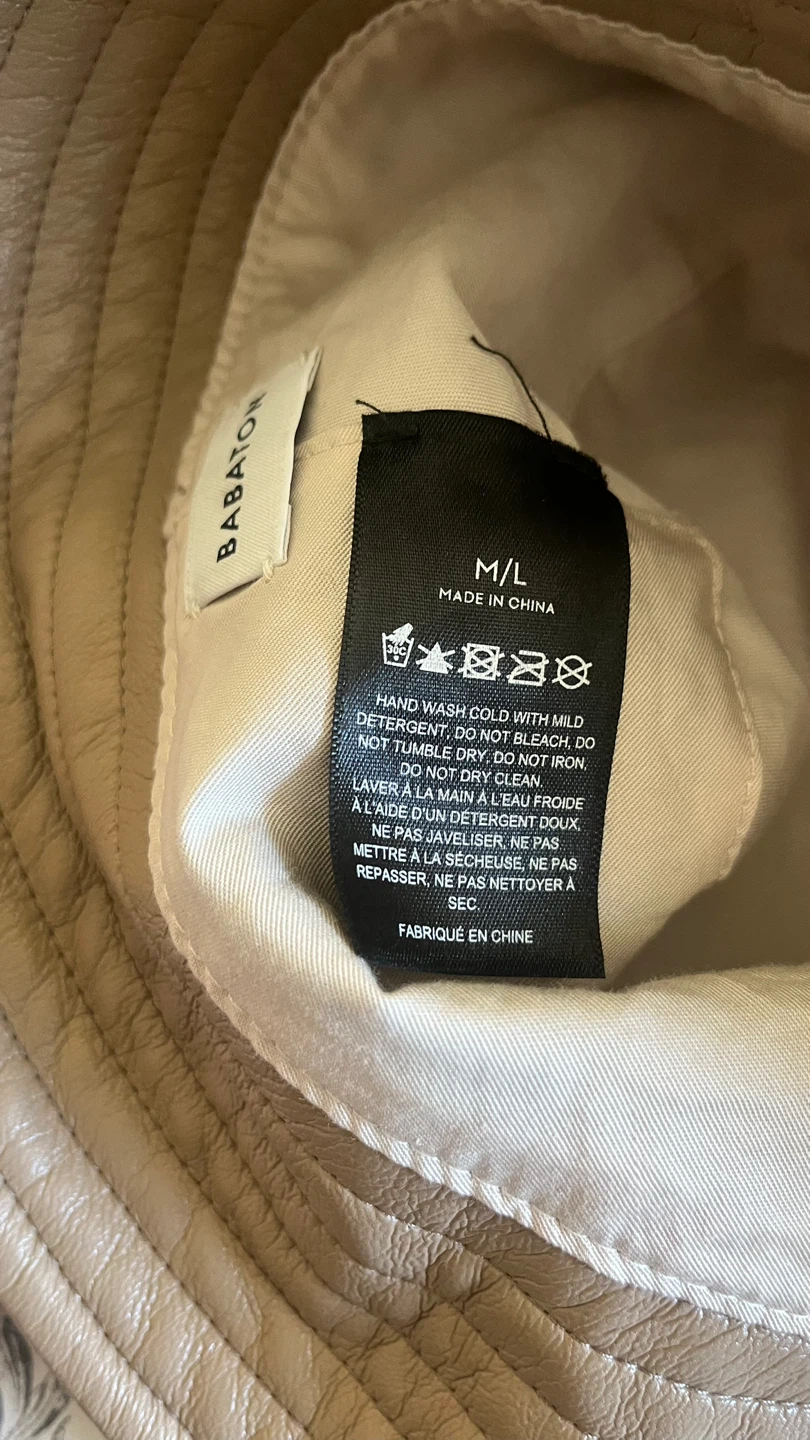 BABATON
M/L
MADE IN CHINA
30C
HAND WASH COLD WITH MILD
DETERGENT, DO NOT BLEACH, DO
NOT TUMBLE DRY, DO NOT IRON,
DO NOT DRY CLEAN.
LAVER À LA MAIN À L'EAU FROIDE
À L'AIDE D'UN DÉTERGENT DOUX,
NE PAS JAVELISER, NE PAS
METTRE À LA SÉCHEUSE, NE PAS
REPASSER, NE PAS NETTOYER À
SEC.
FABRIQUÉ EN CHINE